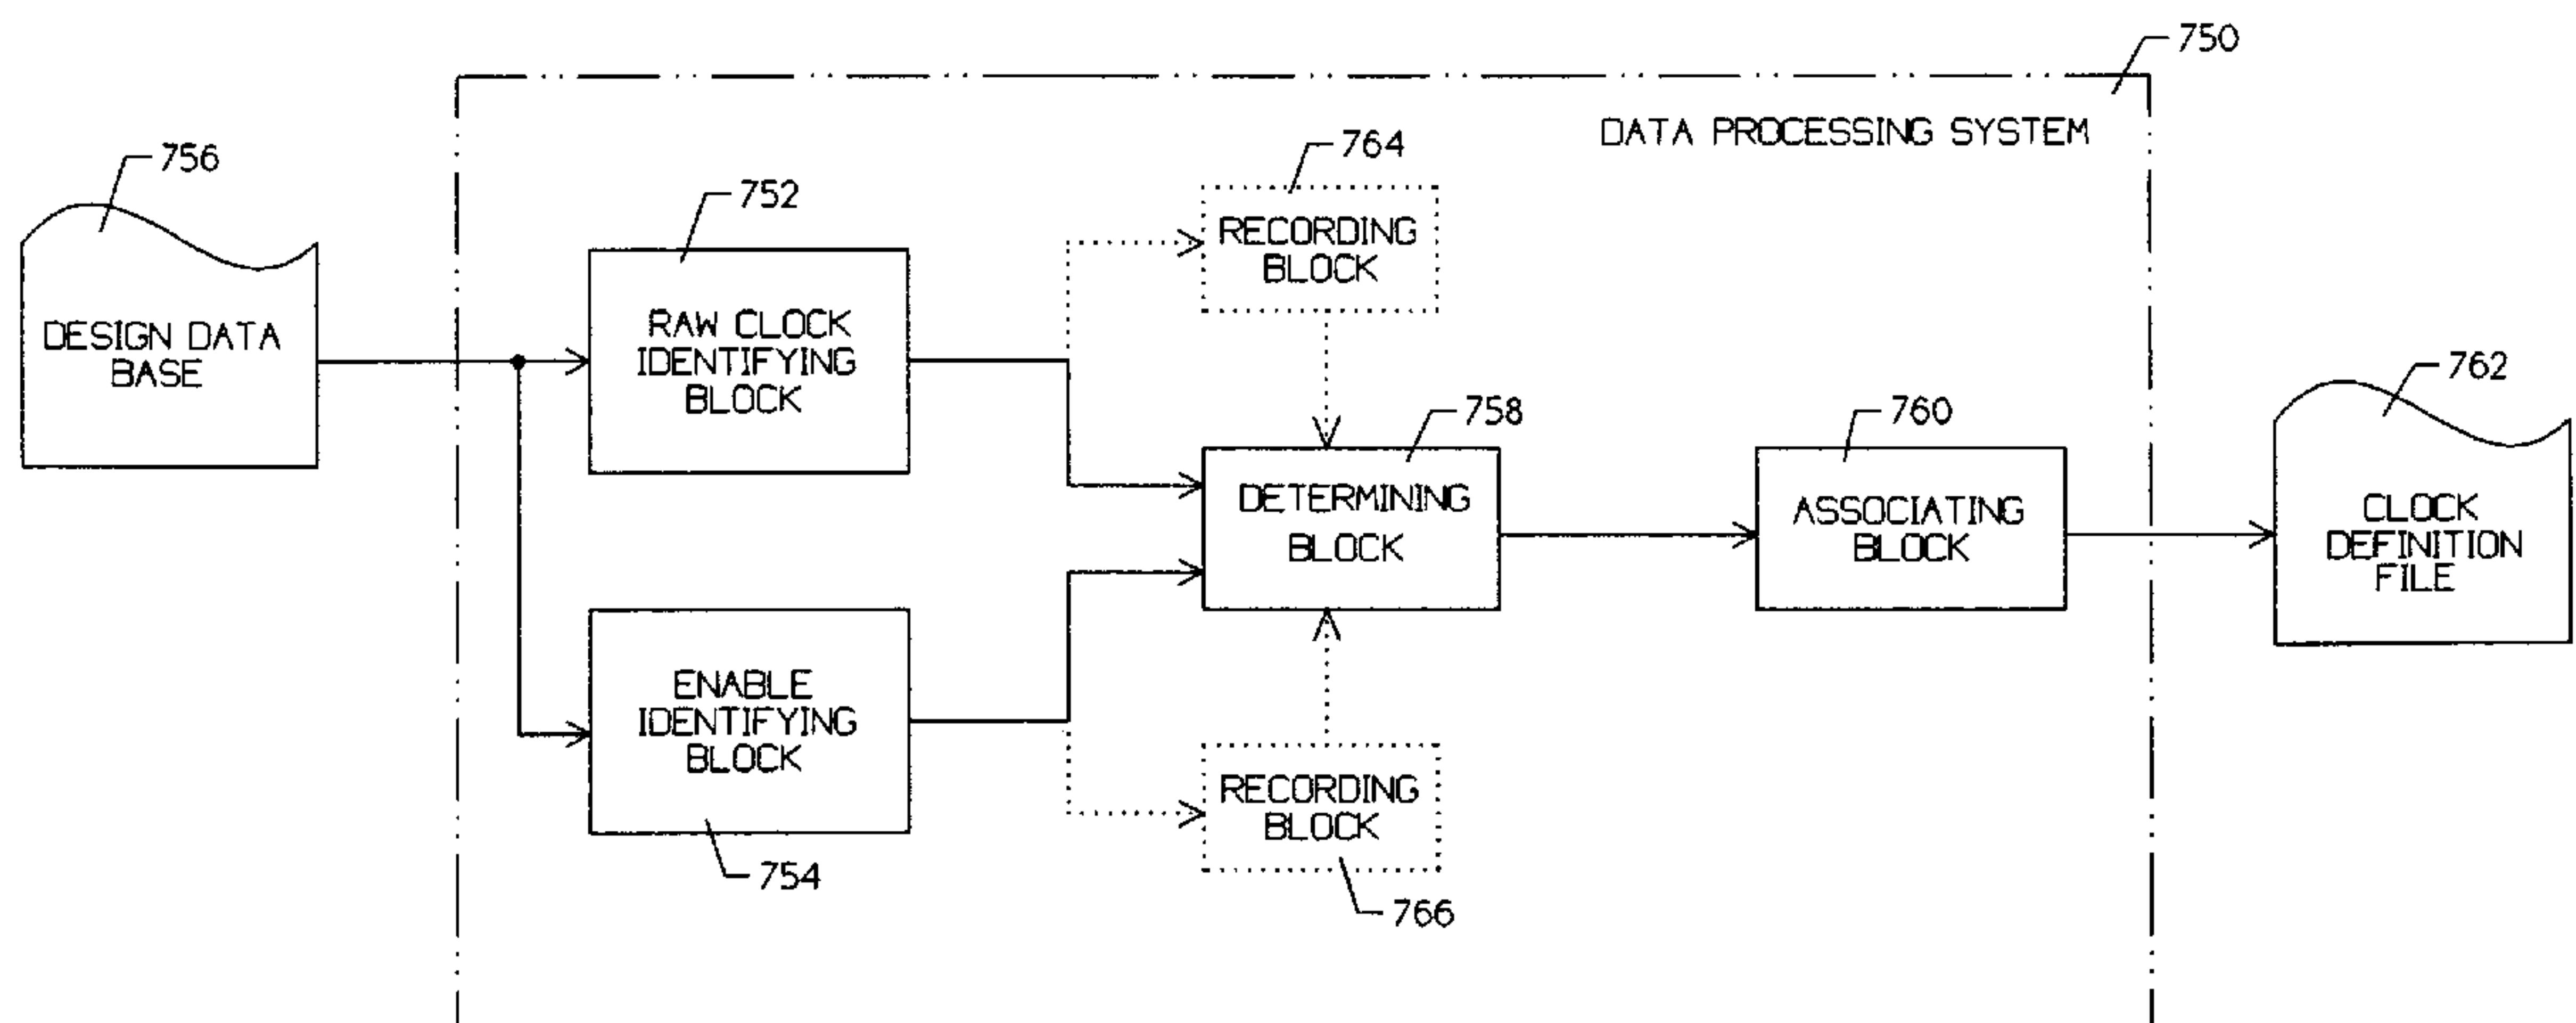 750
DATA PROCESSING SYSTEM
756
DESIGN DATA
BASE
752
RAW CLOCK
IDENTIFYING
BLOCK
764
RECORDING
BLOCK
758
DETERMINING
BLOCK
760
ASSOCIATING
BLOCK
762
CLOCK
DEFINITION
FILE
ENABLE
IDENTIFYING
BLOCK
754
RECORDING
BLOCK
766